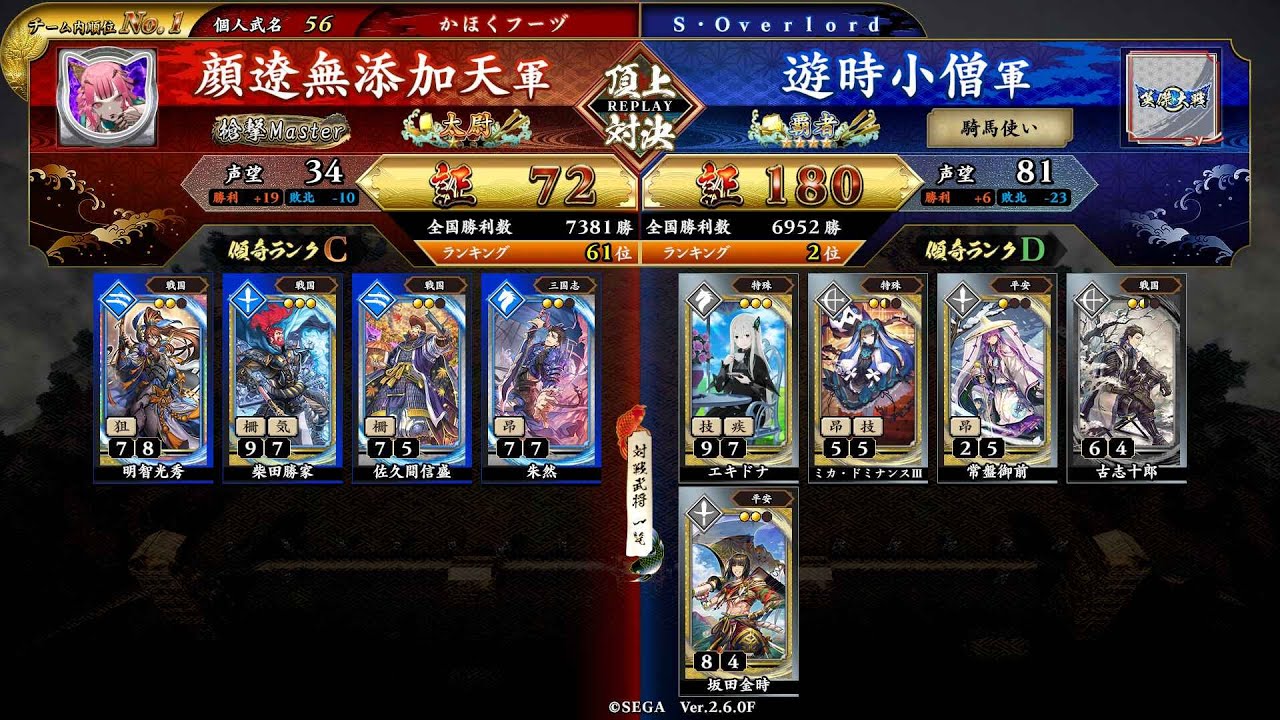 チーム内順位 No.1 個人武名 56 かほくフーヅ
S・Overlord
顔遼無添加天軍
頂上
REPLAY
対決
遊時小僧軍
槍撃Master
太尉
覇者
騎馬使い
英傑大戦
声望 34
勝利 +19 敗北 -10
証 72
証 180
声望 81
勝利 +6 敗北 -23
全国勝利数 7381勝
全国勝利数 6952勝
ランキング 61位
ランキング 2位
傾奇ランクC
傾奇ランクD
戦国
戦国
戦国
三国志
特殊
特殊
平安
戦国
狙
柵 気
柵
昂
技 疾
昂 技
昂
7 8
9 7
7 5
7 7
9 7
5 5
2 5
6 4
明智光秀
柴田勝家
佐久間信盛
朱然
エキドナ
ミカ・ドミナンスIII
常盤御前
古志十郎
対戦武将一覧
平安
8 4
坂田金時
©SEGA Ver.2.6.0F